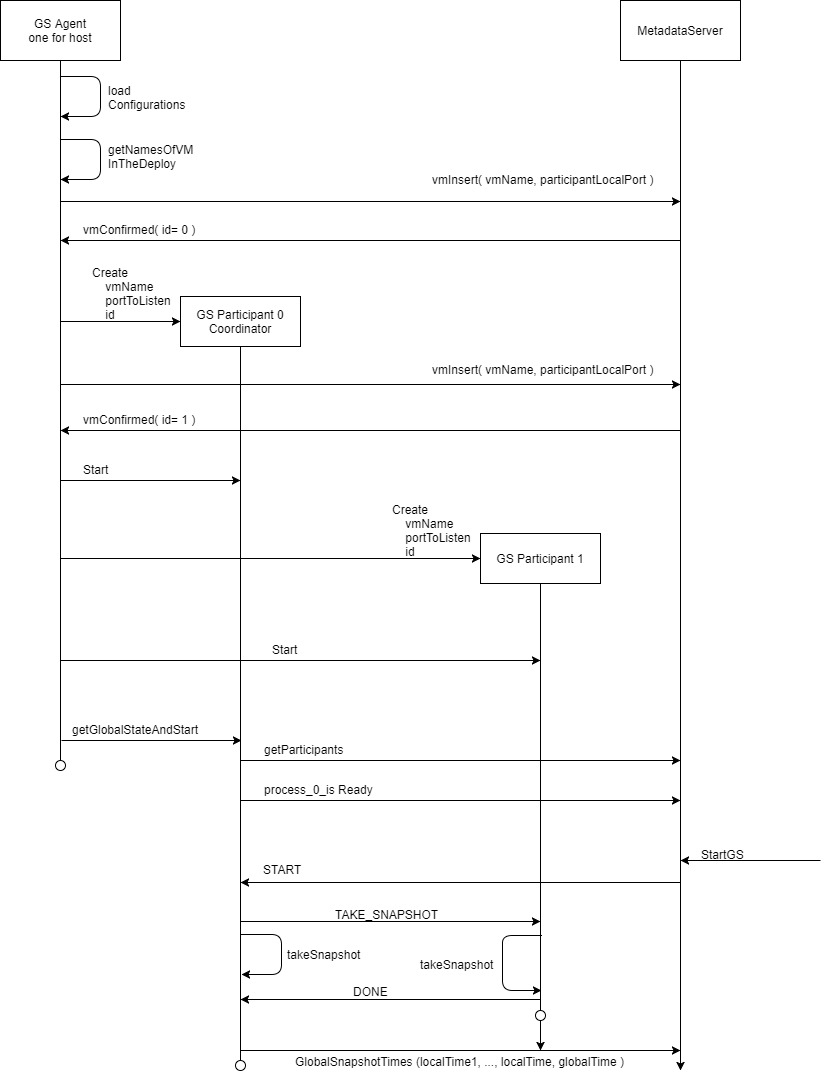 GS Agent
one for host
MetadataServer
load
Configurations
getNamesOfVM
InTheDeploy
vmInsert( vmName, participantLocalPort )
vmConfirmed( id= 0 )
Create
vmName
portToListen
id
GS Participant 0
Coordinator
vmInsert( vmName, participantLocalPort )
vmConfirmed( id= 1 )
Start
Create
vmName
portToListen
id
GS Participant 1
Start
getGlobalStateAndStart
getParticipants
process_0_is Ready
StartGS
START
TAKE_SNAPSHOT
takeSnapshot
takeSnapshot
DONE
GlobalSnapshotTimes (localTime1, ..., localTime, globalTime )